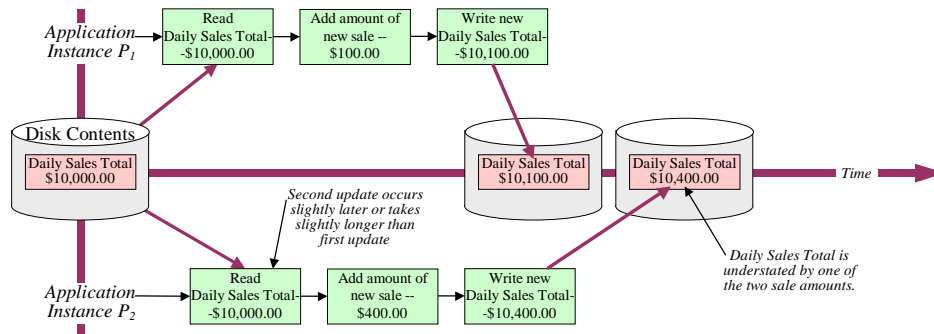 Application
Instance P1
Read
Daily Sales Total-
-$10,000.00
Add amount of
new sale --
$100.00
Write new
Daily Sales Total-
-$10,100.00
Disk Contents
Daily Sales Total
$10,000.00
Daily Sales Total
$10,100.00
Daily Sales Total
$10,400.00
Time
Second update occurs
slightly later or takes
slightly longer than
first update
Daily Sales Total is
understated by one of
the two sale amounts.
Application
Instance P2
Read
Daily Sales Total-
-$10,000.00
Add amount of
new sale --
$400.00
Write new
Daily Sales Total-
-$10,400.00